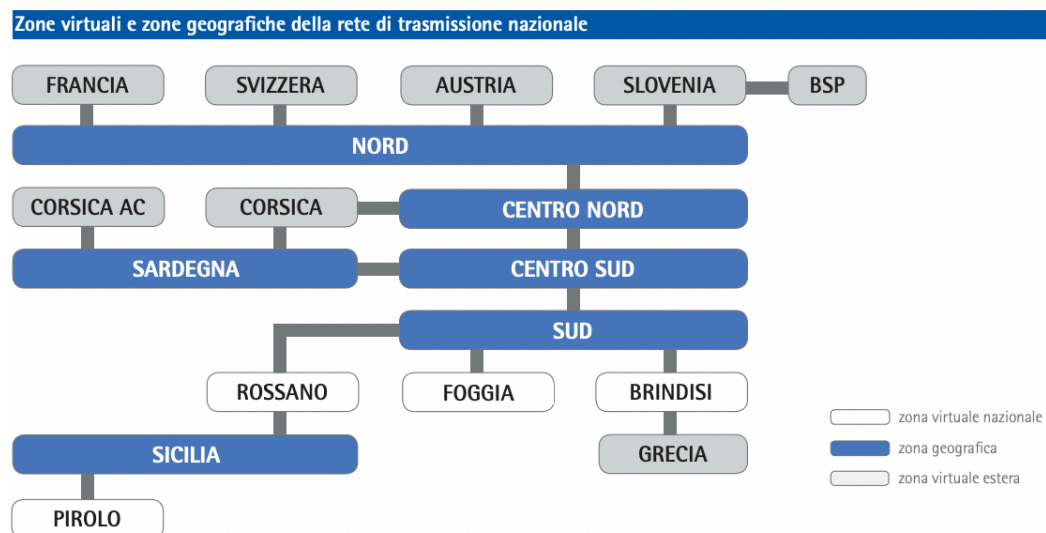 Zone virtuali e zone geografiche della rete di trasmissione nazionale
FRANCIA
SVIZZERA
AUSTRIA
SLOVENIA
BSP
NORD
CORSICA AC
CORSICA
CENTRO NORD
SARDEGNA
CENTRO SUD
SUD
ROSSANO
FOGGIA
BRINDISI
SICILIA
GRECIA
PIROLO
zona virtuale nazionale
zona geografica
zona virtuale estera